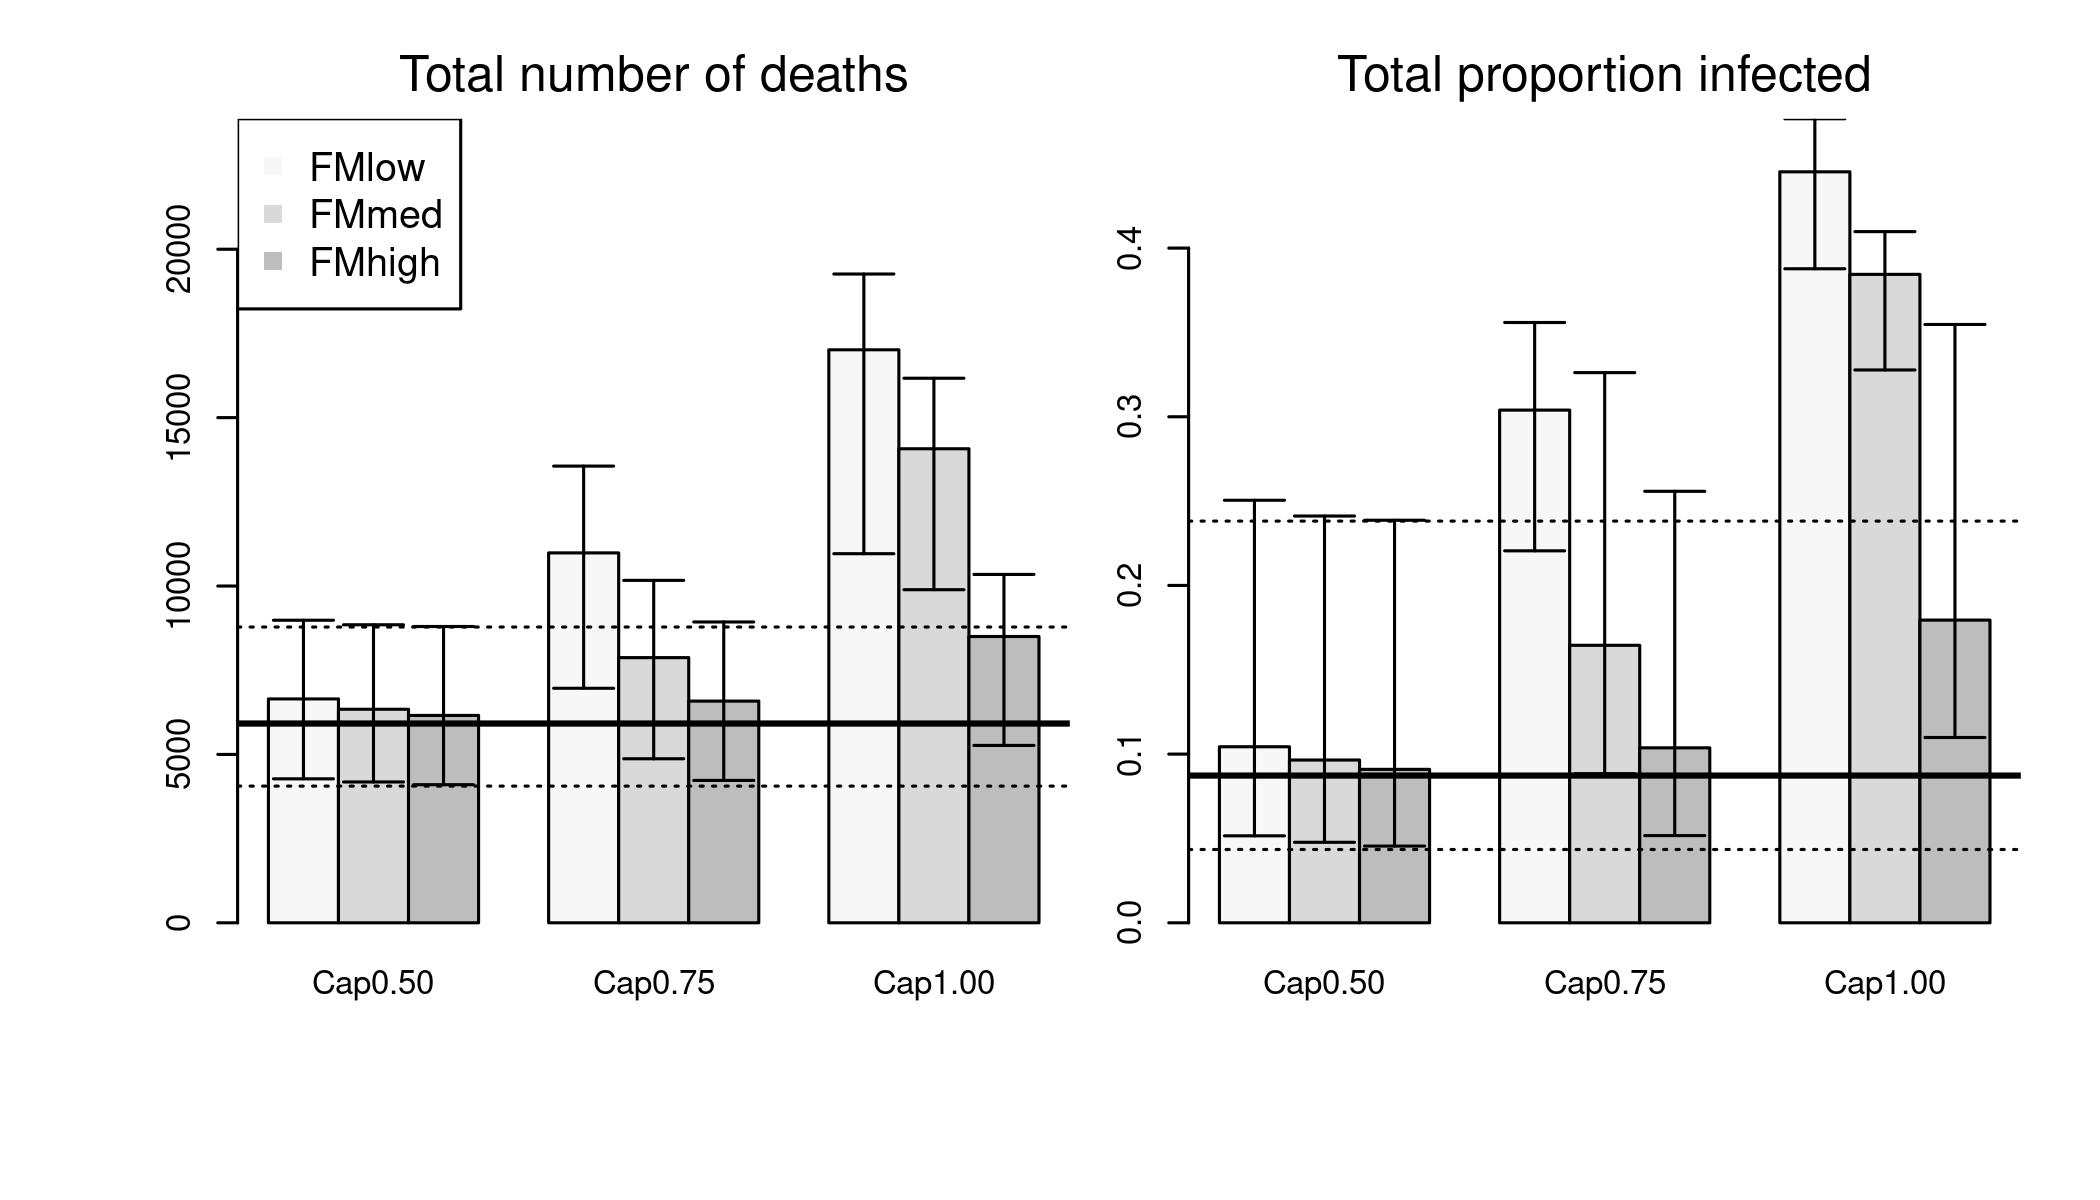 Total number of deaths
FMlow
FMmed
FMhigh
20000
15000
10000
5000
0
Cap0.50 Cap0.75 Cap1.00
Total proportion infected
0.4
0.3
0.2
0.1
0.0
Cap0.50 Cap0.75 Cap1.00